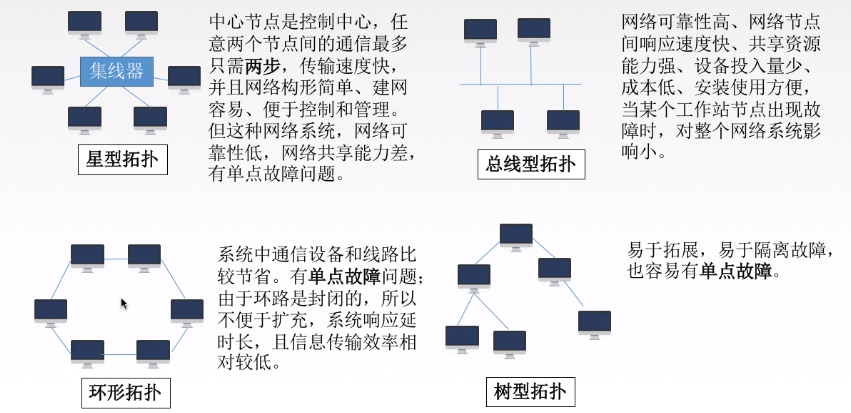 集线器
星型拓扑
中心节点是控制中心，任
意两个节点间的通信最多
只需两步，传输速度快，
并且网络构形简单、建网
容易、便于控制和管理。
但这种网络系统，网络可
靠性低，网络共享能力差，
有单点故障问题。
总线型拓扑
网络可靠性高、网络节点
间响应速度快、共享资源
能力强、设备投入量少、
成本低、安装使用方便，
当某个工作站节点出现故
障时，对整个网络系统影
响小。
环形拓扑
系统中通信设备和线路比
较节省。有单点故障问题；
由于环路是封闭的，所以
不便于扩充，系统响应延
时长，且信息传输效率相
对较低。
树型拓扑
易于拓展，易于隔离故障，
也容易有单点故障。